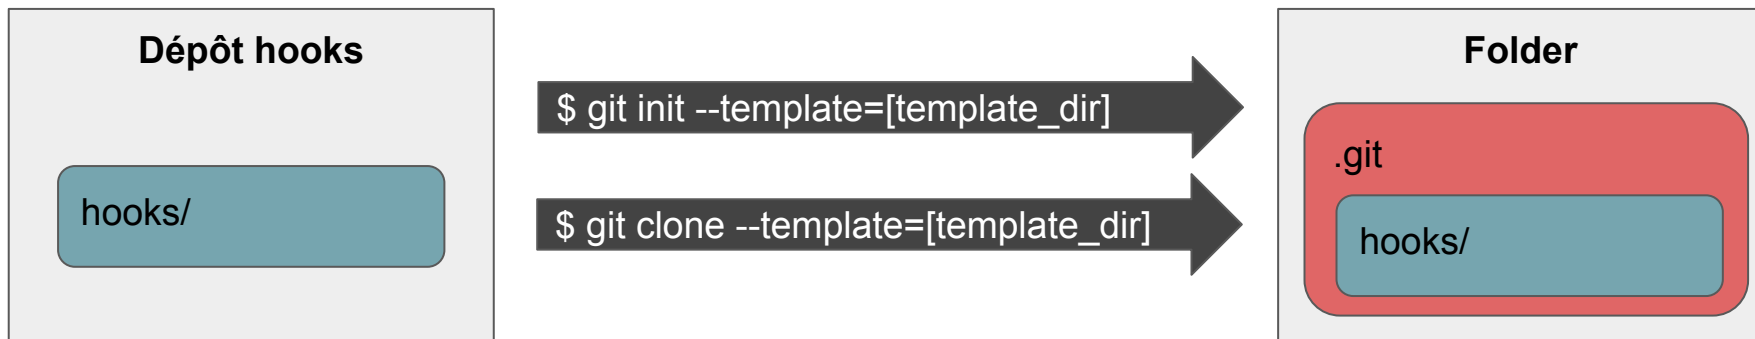 Dépôt hooks
hooks/
$ git init --template=[template_dir]
$ git clone --template=[template_dir]
Folder
.git
hooks/